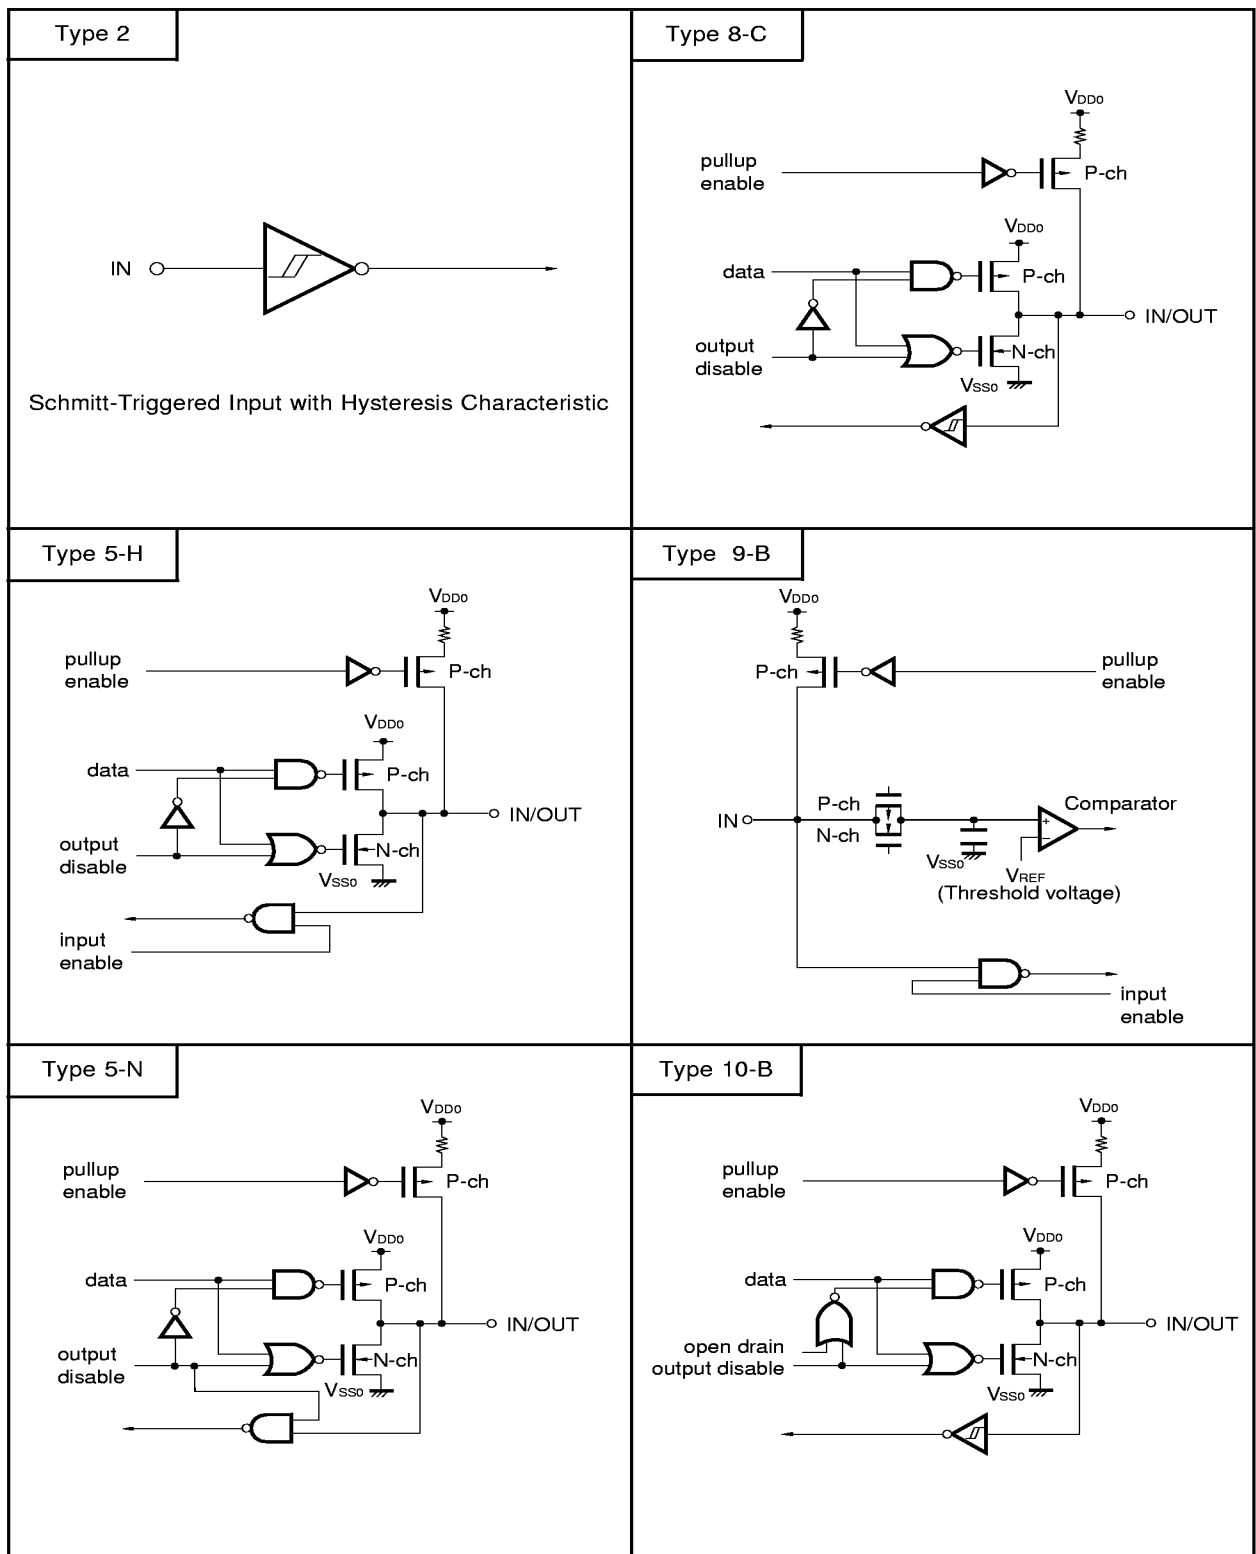 Type 2
IN
Schmitt-Triggered Input with Hysteresis Characteristic
Type 8-C
VDD0
pullup
enable
P-ch
VDD0
data
P-ch
IN/OUT
output
disable
N-ch
VSS0
Type 5-H
VDD0
pullup
enable
P-ch
VDD0
data
P-ch
IN/OUT
output
disable
N-ch
VSS0
input
enable
Type 9-B
VDD0
P-ch
pullup
enable
P-ch
Comparator
IN
N-ch
+
−
VSS0
VREF
(Threshold voltage)
input
enable
Type 5-N
VDD0
pullup
enable
P-ch
VDD0
data
P-ch
IN/OUT
output
disable
N-ch
VSS0
Type 10-B
VDD0
pullup
enable
P-ch
VDD0
data
P-ch
IN/OUT
open drain
output disable
N-ch
VSS0